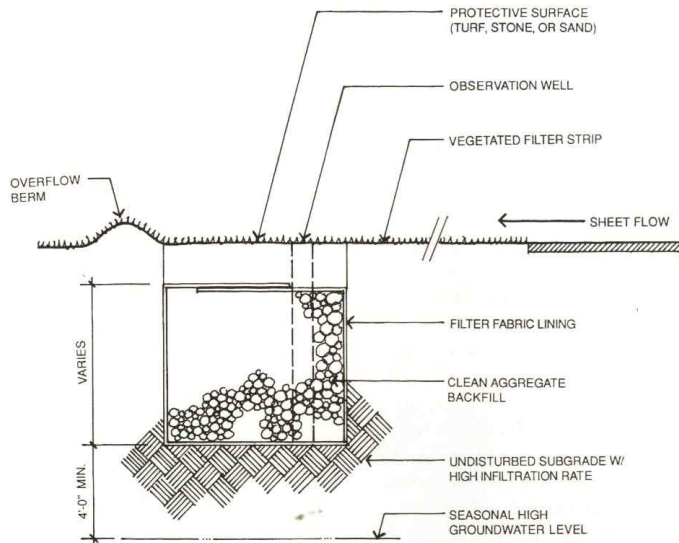 PROTECTIVE SURFACE
(TURF, STONE, OR SAND)
OBSERVATION WELL
VEGETATED FILTER STRIP
OVERFLOW
BERM
SHEET FLOW
FILTER FABRIC LINING
VARIES
CLEAN AGGREGATE
BACKFILL
UNDISTURBED SUBGRADE W/
HIGH INFILTRATION RATE
4'-0" MIN.
SEASONAL HIGH
GROUNDWATER LEVEL